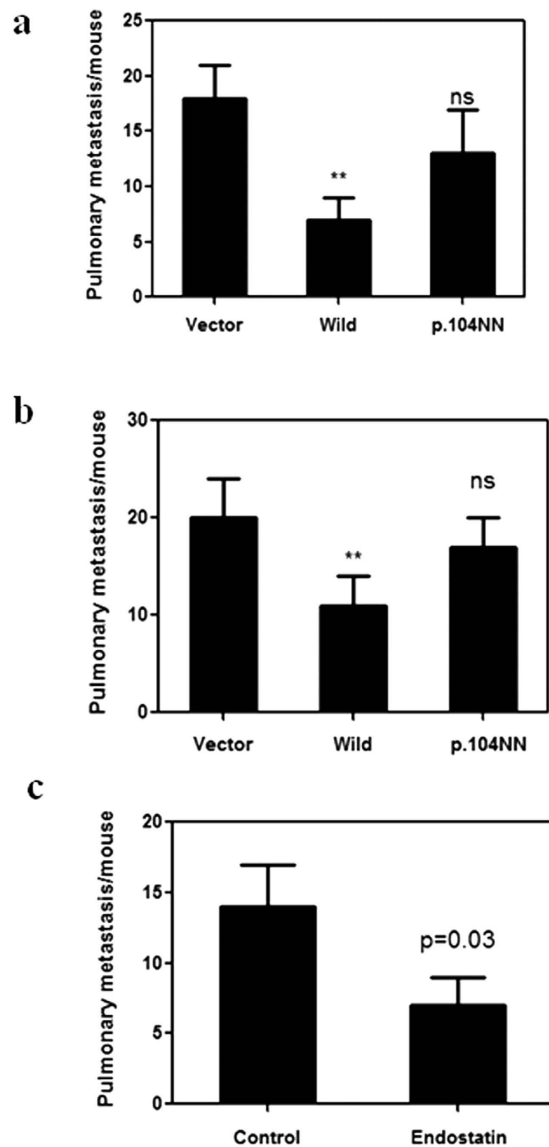 a
Pulmonary metastasis/mouse
25
20
15
10
5
0
**
ns
Vector Wild p.104NN
b
Pulmonary metastasis/mouse
30
20
10
0
**
ns
Vector Wild p.104NN
c
Pulmonary metastasis/mouse
20
15
10
5
0
p=0.03
Control Endostatin